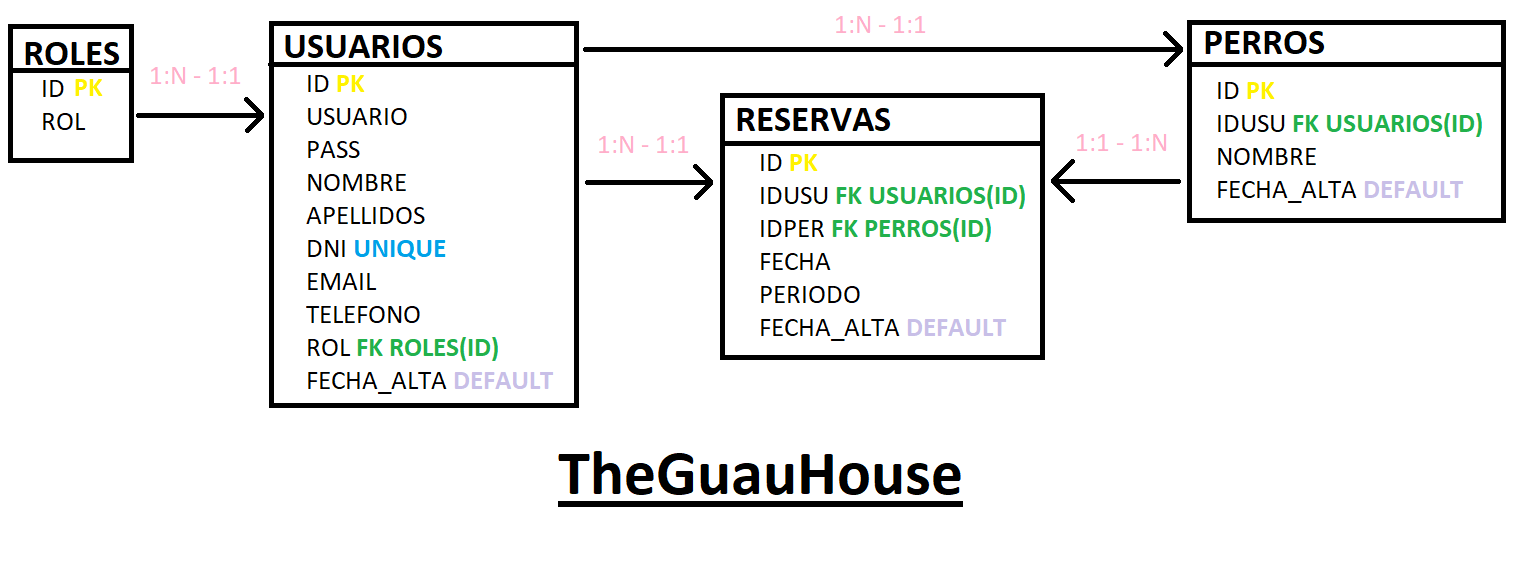 ROLES
ID PK
ROL
1:N - 1:1
USUARIOS
ID PK
USUARIO
PASS
NOMBRE
APELLIDOS
DNI UNIQUE
EMAIL
TELEFONO
ROL FK ROLES(ID)
FECHA_ALTA DEFAULT
1:N - 1:1
1:N - 1:1
RESERVAS
ID PK
IDUSU FK USUARIOS(ID)
IDPER FK PERROS(ID)
FECHA
PERIODO
FECHA_ALTA DEFAULT
1:1 - 1:N
PERROS
ID PK
IDUSU FK USUARIOS(ID)
NOMBRE
FECHA_ALTA DEFAULT
TheGuauHouse